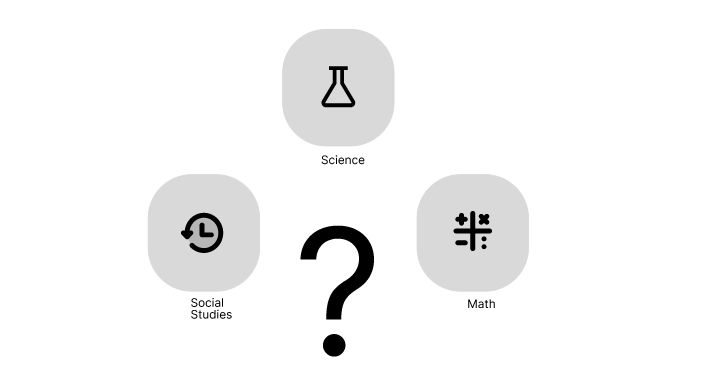 Science
Social
Studies
?
Math